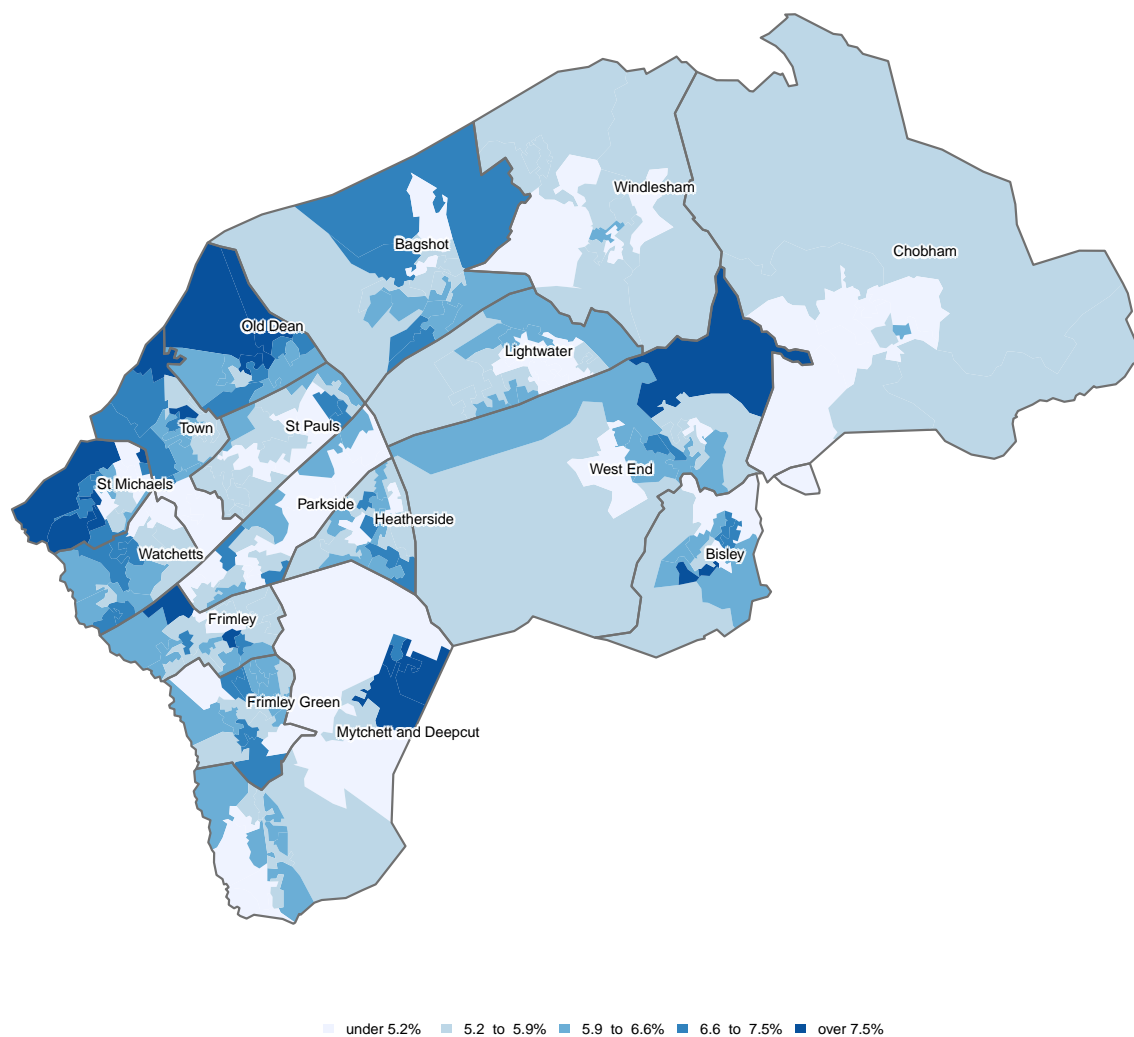 Windlesham
Bagshot
Chobham
Old Dean
Lightwater
St Pauls
Town
West End
St Michaels
Parkside
Heatherside
Watchetts
Bisley
Frimley
Frimley Green
Mytchett and Deepcut
under 5.2% 5.2 to 5.9% 5.9 to 6.6% 6.6 to 7.5% over 7.5%